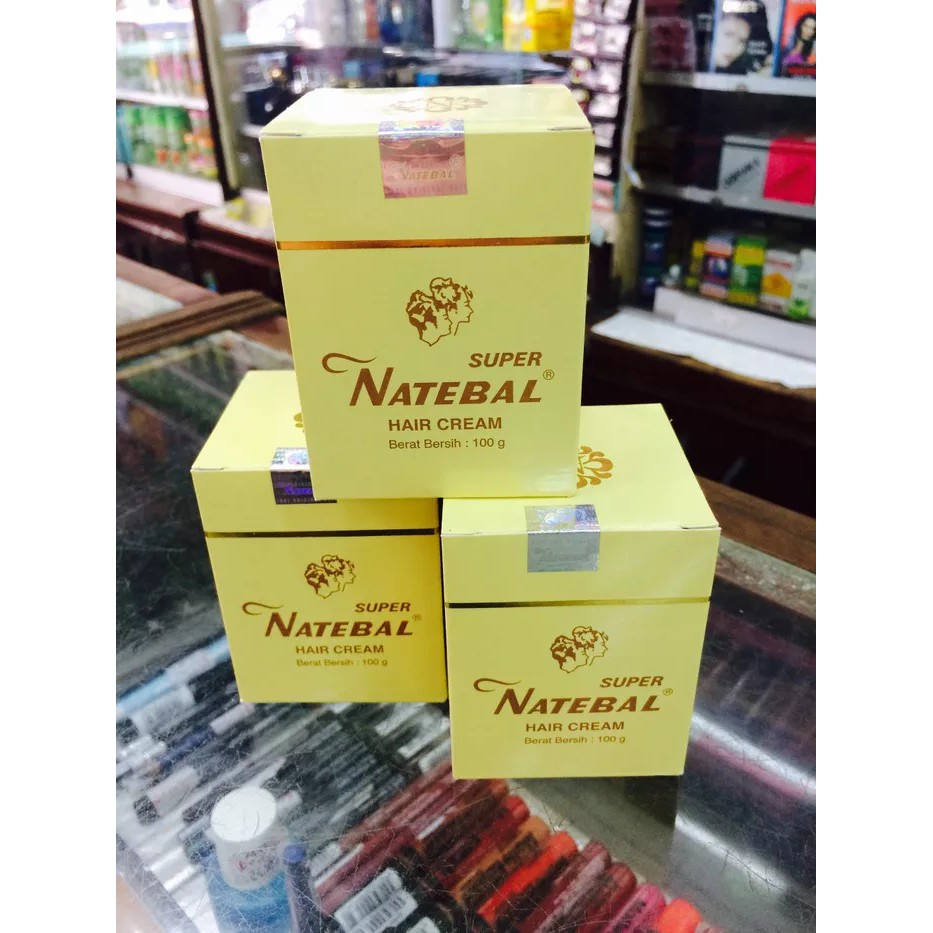 NATEBAL
SUPER
NATEBAL®
HAIR CREAM
Berat Bersih : 100 g
SUPER
NATEBAL®
HAIR CREAM
Berat Bersih : 100 g
SUPER
NATEBAL®
HAIR CREAM
Berat Bersih : 100 g